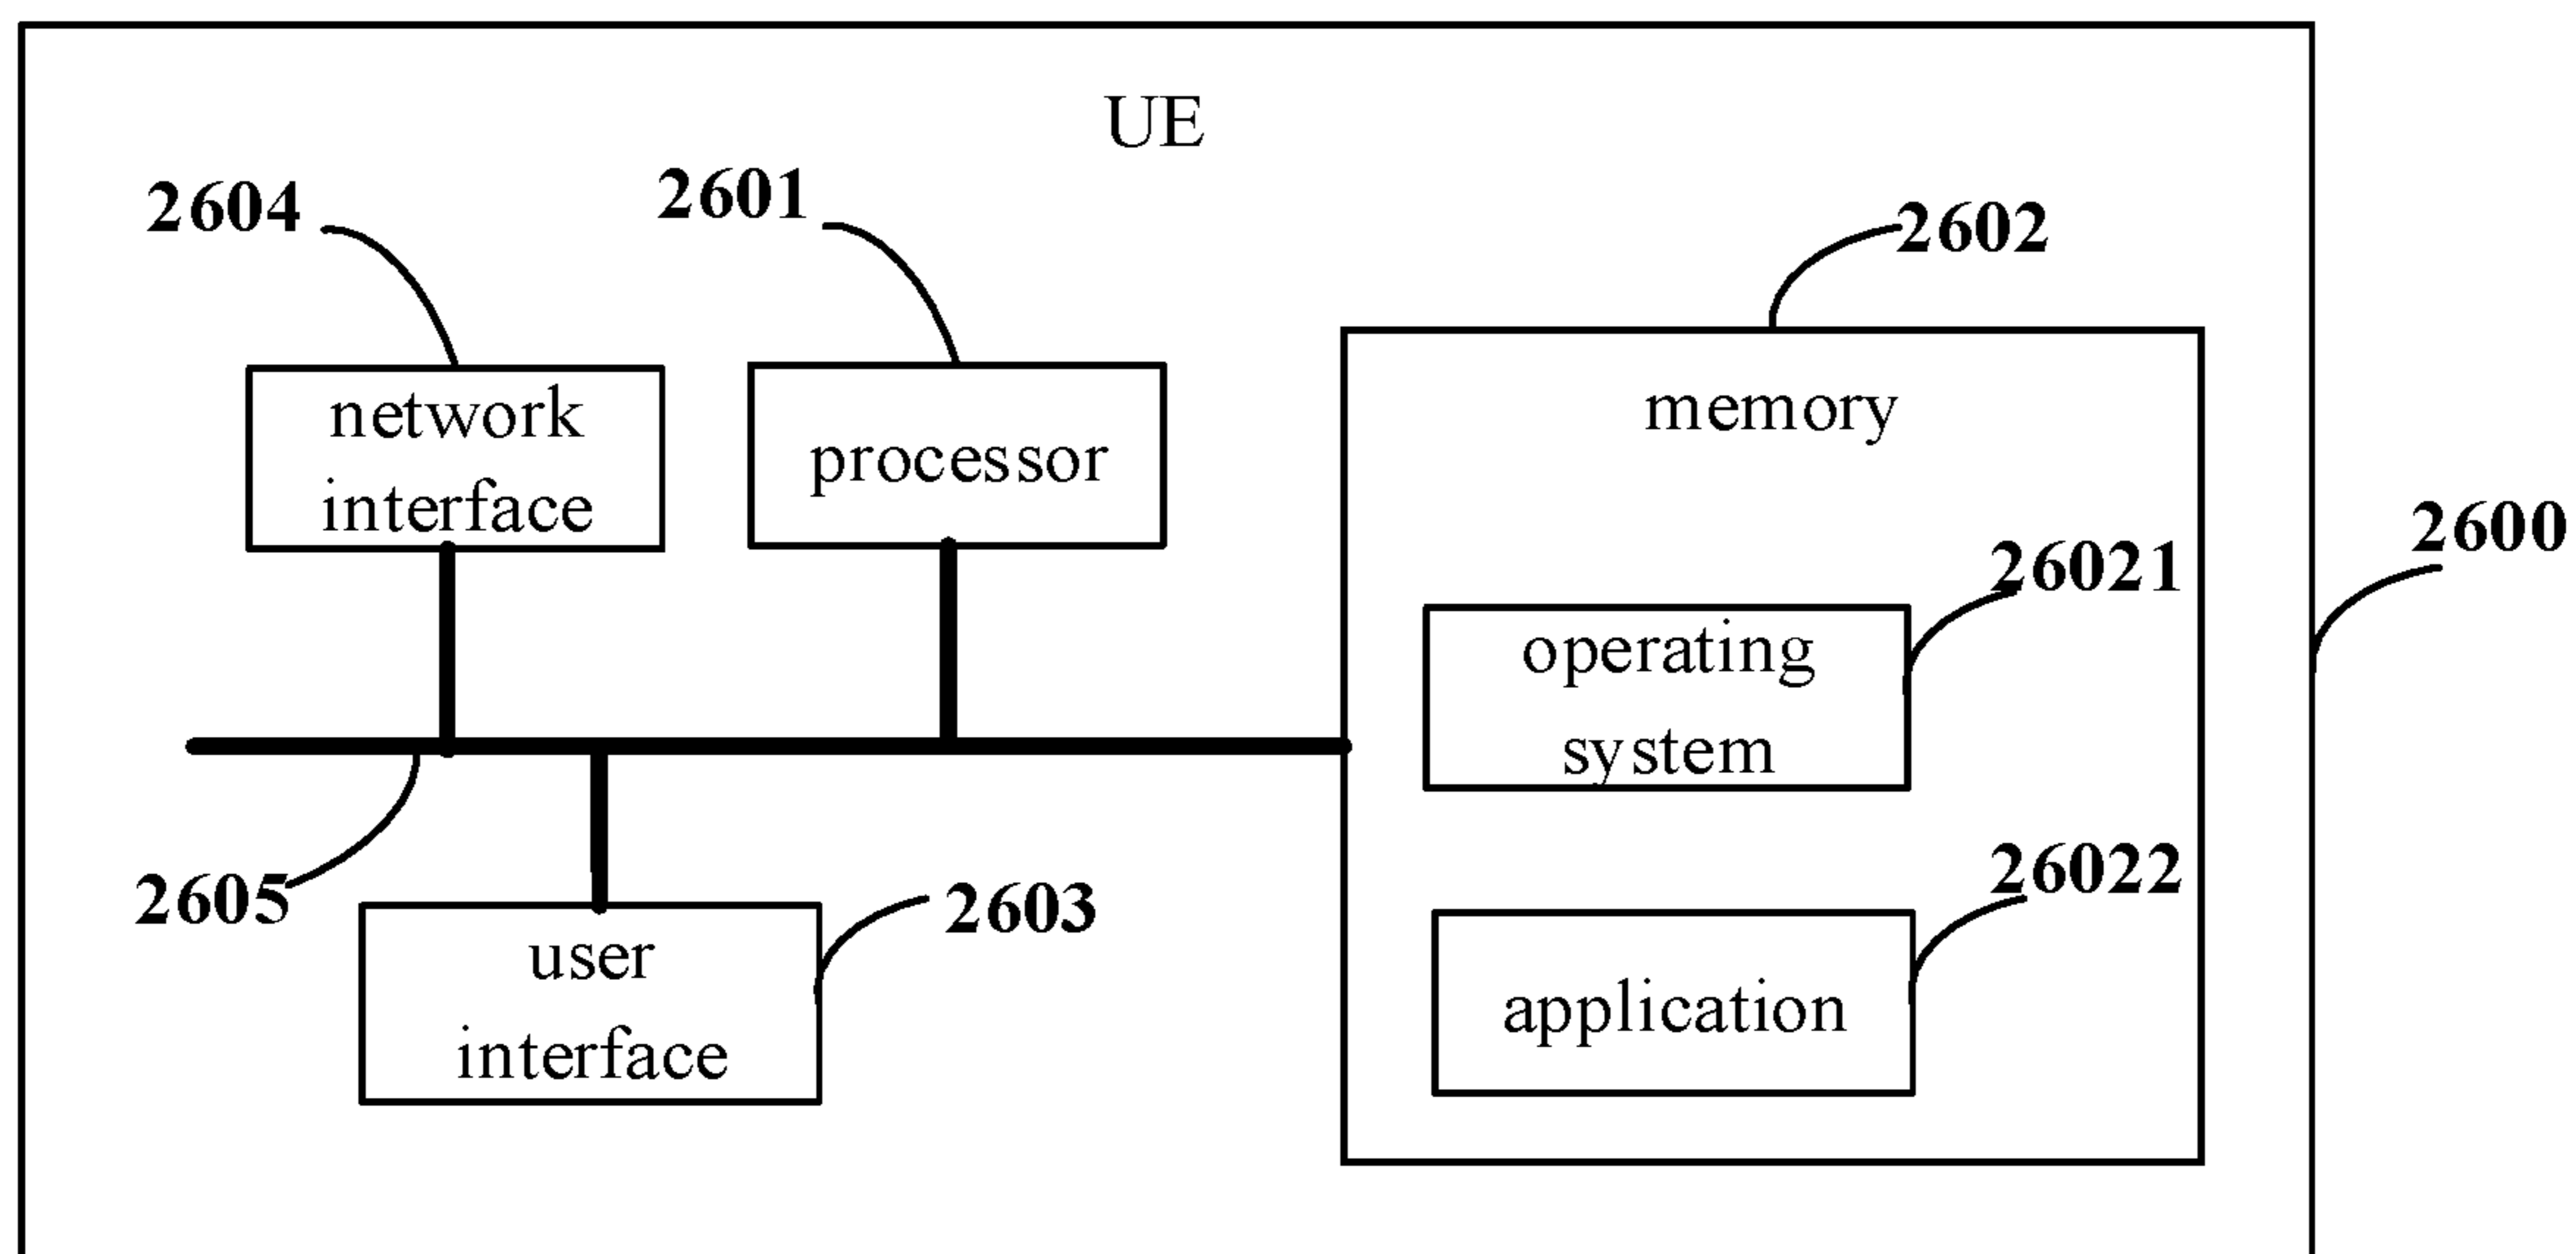 UE
2604
2601
2602
network
interface
processor
memory
2600
26021
operating
system
2605
2603
user
interface
26022
application